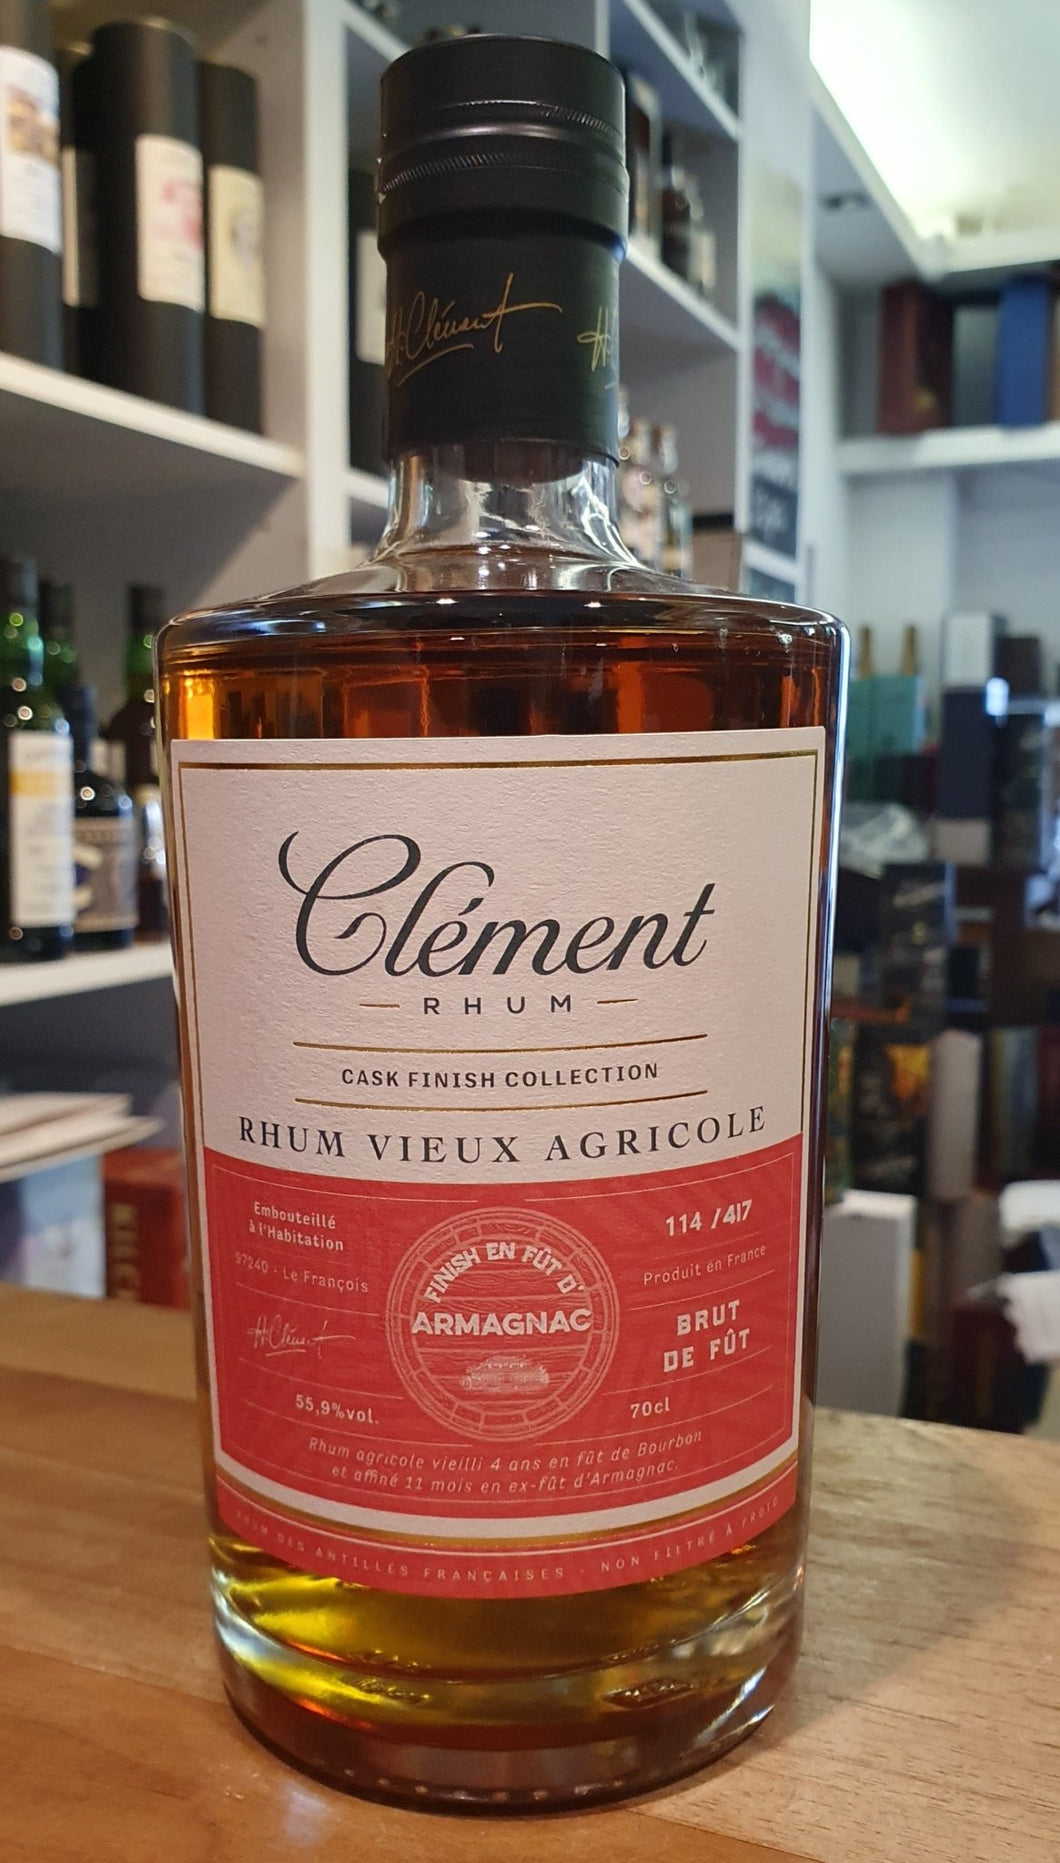 H. Clément
H.
Clément
RHUM
CASK FINISH COLLECTION
RHUM VIEUX AGRICOLE
Embouteillé
à l'Habitation
97240 - Le François
H. Clément
55,9%vol.
FINISH EN FÛT D'
ARMAGNAC
114 /417
Produit en France
BRUT
DE FÛT
70cl
Rhum agricole vieilli 4 ans en fût de Bourbon
et affiné 11 mois en ex-fût d'Armagnac.
RHUM DES ANTILLES FRANÇAISES - NON FILTRÉ À FROID